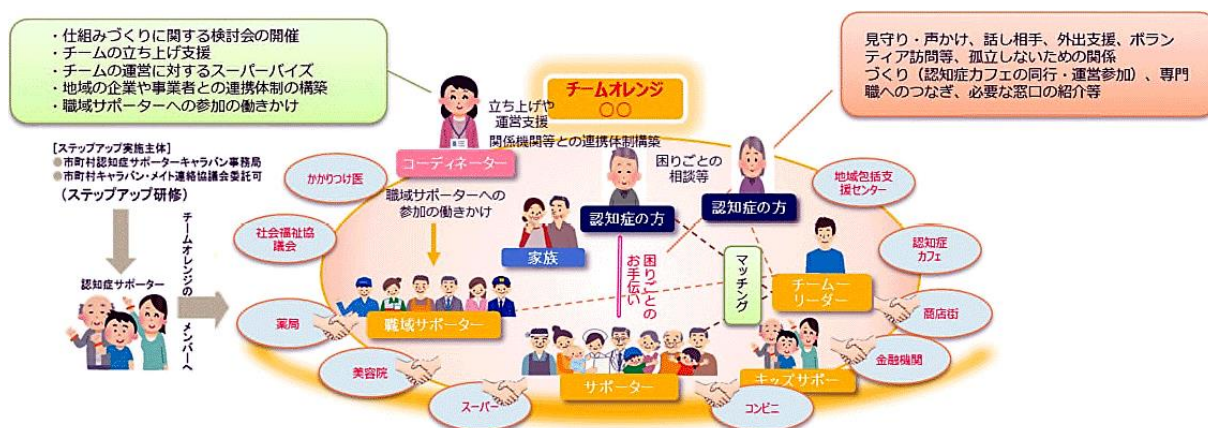 ・仕組みづくりに関する検討会の開催
・チームの立ち上げ支援
・チームの運営に対するスーパーバイズ
・地域の企業や事業者との連携体制の構築
・職域サポーターへの参加の働きかけ
見守り・声かけ、話し相手、外出支援、ボラン
ティア訪問等、孤立しないための関係
づくり（認知症カフェの同行・運営参加）、専門
職へのつなぎ、必要な窓口の紹介等
チームオレンジ
○○
立ち上げや
運営支援
関係機関等との連携体制構築
コーディネーター
[ステップアップ実施主体]
●市町村認知症サポーターキャラバン事務局
●市町村キャラバン・メイト連絡協議会委託可
(ステップアップ研修)
認知症サポーター
チームオレンジの
メンバーへ
職域サポーターへの
参加の働きかけ
困りごとの
相談等
認知症の方
認知症の方
家族
困りごとの
お手伝い
マッチング
チームー
リーダー
職域サポーター
サポーター
キッズサポー
かかりつけ医
社会福祉協
議会
薬局
美容院
スーパー
コンビニ
金融機関
商店街
認知症
カフェ
地域包括支
援センター